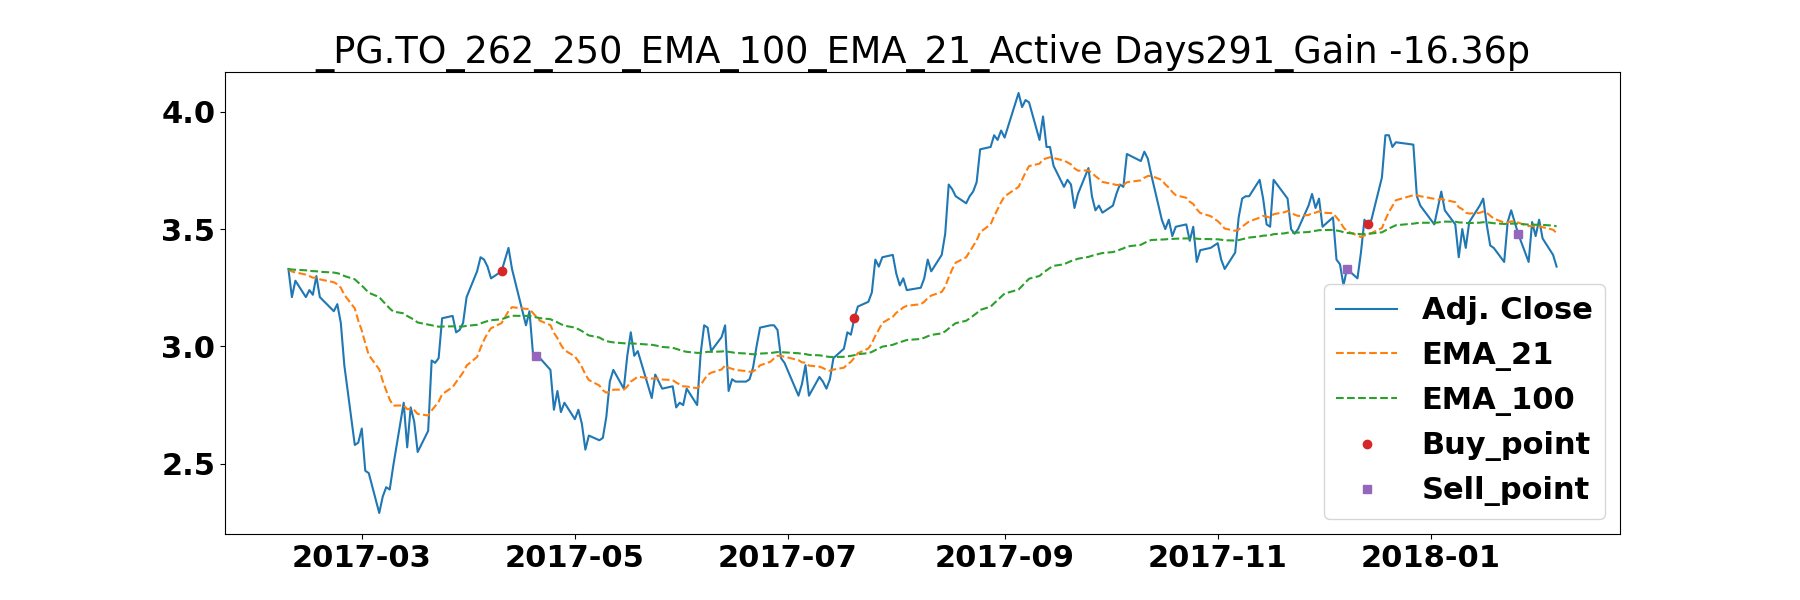 _PG.TO_262_250_EMA_100_EMA_21_Active Days291_Gain -16.36p
4.0
3.5
3.0
2.5
2017-03 2017-05 2017-07 2017-09 2017-11 2018-01
Adj. Close
EMA_21
EMA_100
Buy_point
Sell_point